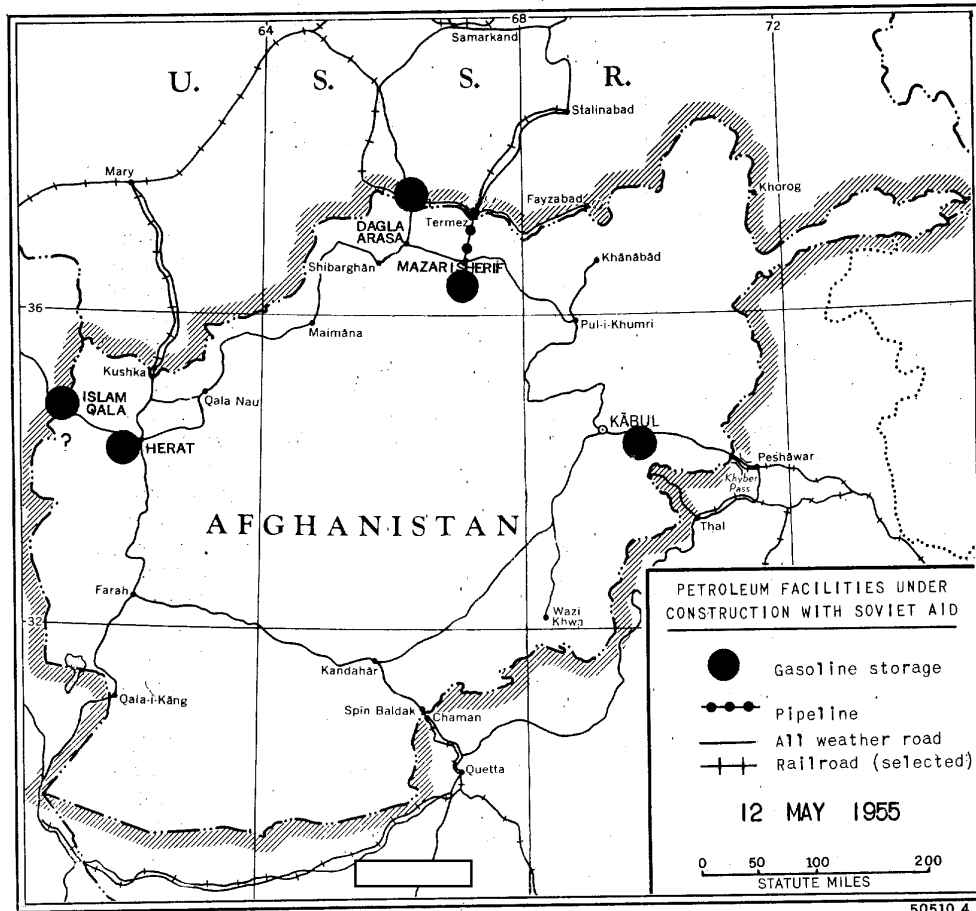 64
68
72
Samarkand
U. S. S. R.
Stalinabad
Mary
Khorog
Fayzabad
Termez
DAGLA
ARASA
Shibarghān
MAZAR I SHERIF
Khānābād
36
Maimāna
Pul-i-Khumri
Kushka
ISLAM
QALA
Qala Nau
?
HERAT
KĀBUL
Peshāwar
Khyber
Pass
AFGHANISTAN
Thal
Farah
Wazi
Khwa
32
Kandahār
Qala-i-Kāng
Spin Baldak
Chaman
Quetta
PETROLEUM FACILITIES UNDER
CONSTRUCTION WITH SOVIET AID
Gasoline storage
Pipeline
All weather road
Railroad (selected)
12 MAY 1955
0 50 100 200
STATUTE MILES
50510 4